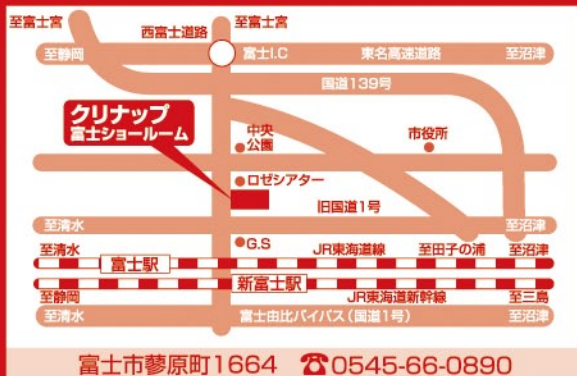 至富士宮
至富士宮
西富士道路
至静岡
富士I.C
東名高速道路
至沼津
国道139号
クリナップ
富士ショールーム
中央
公園
市役所
ロゼシアター
旧国道1号
至清水
至沼津
G.S
至清水
JR東海道線
至田子の浦
至沼津
富士駅
新富士駅
至静岡
JR東海道新幹線
至三島
至清水
富士由比バイパス(国道1号)
至沼津
富士市蓼原町1664 ☎0545-66-0890